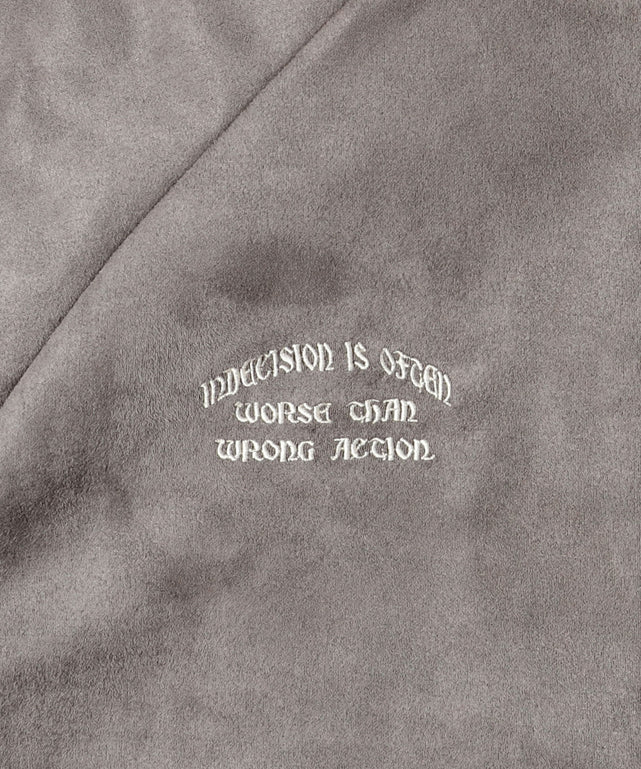 INDECISION IS OFTEN
WORSE THAN
WRONG ACTION